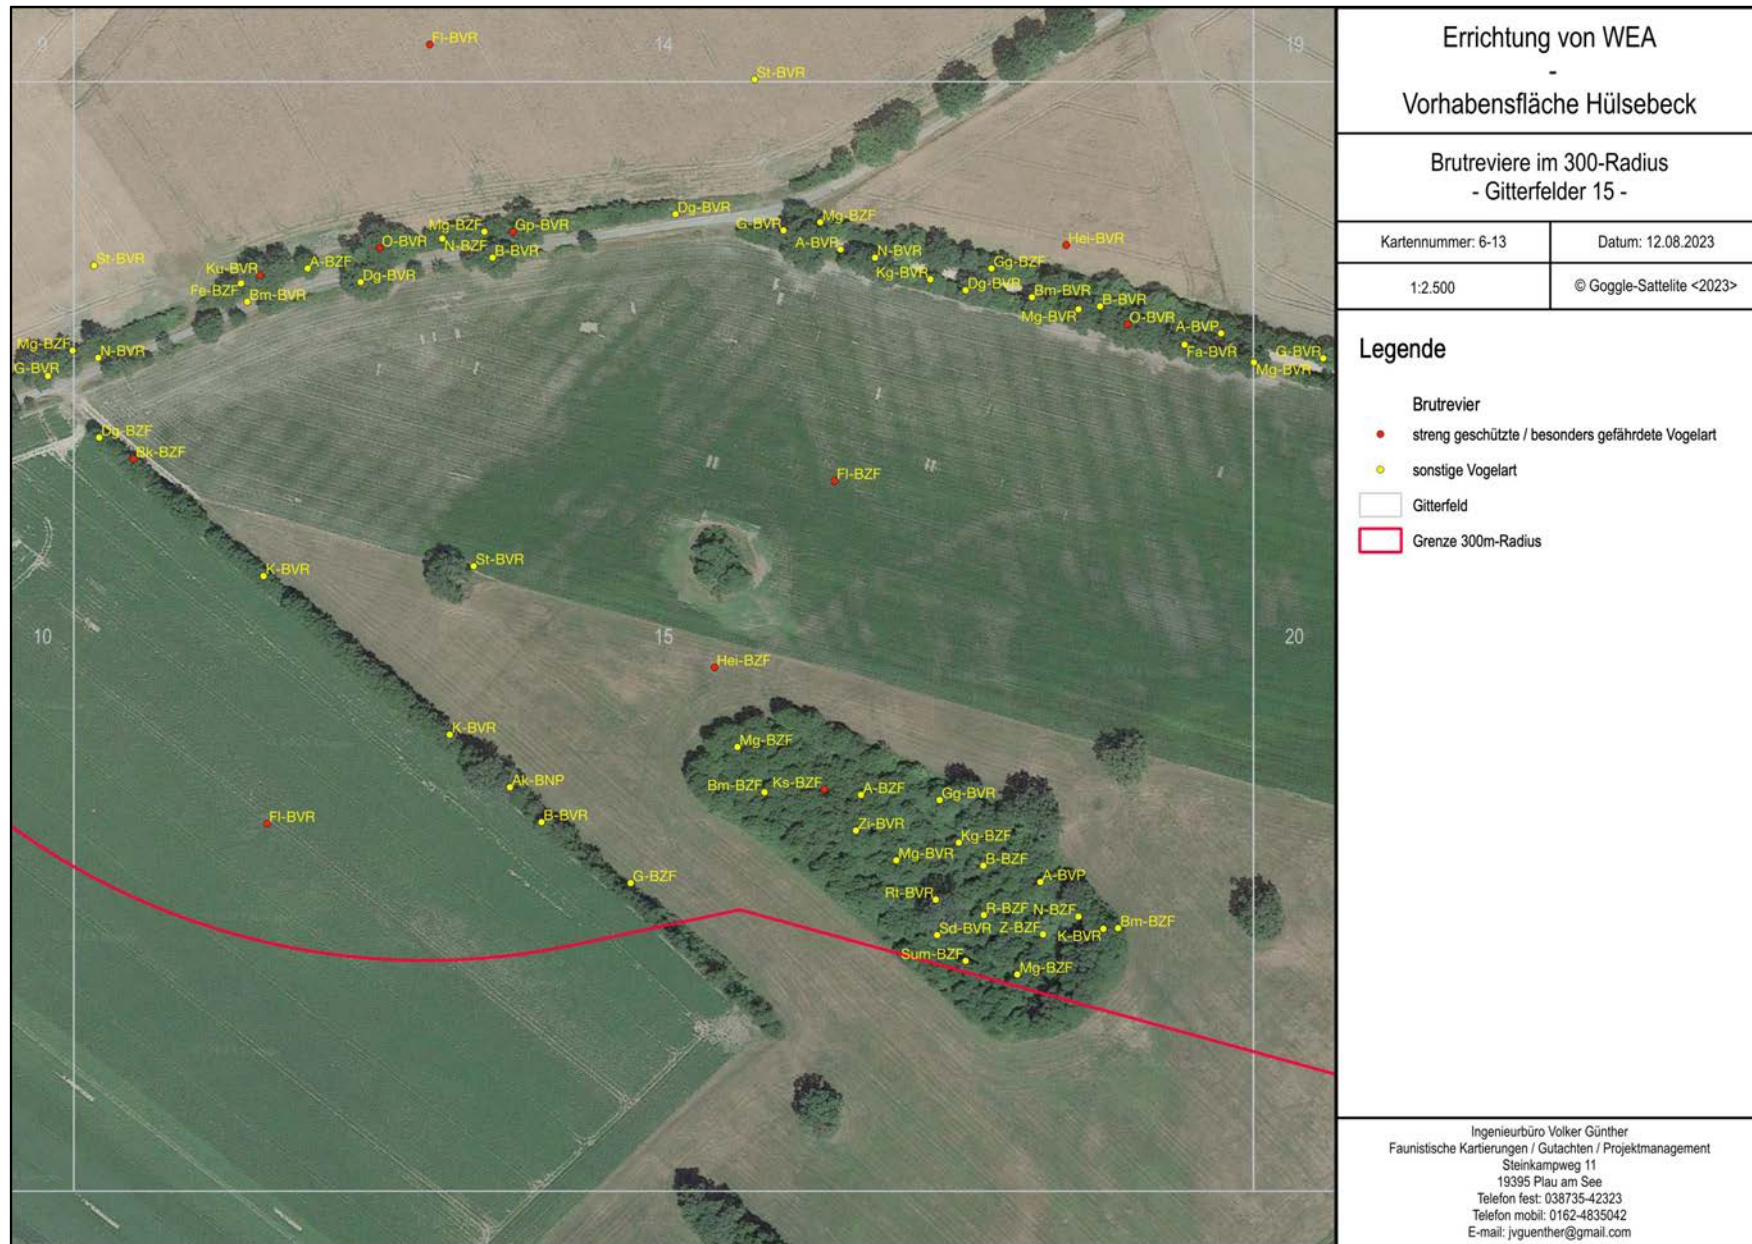 9
14
19
Fl-BVR
St-BVR
Dg-BVR
Mg-BZF
Gp-BVR
G-BVR
Mg-BZF
O-BVR
N-BZF
B-BVR
A-BVR
N-BVR
Hei-BVR
St-BVR
A-BZF
Ku-BVR
Dg-BVR
Kg-BVR
Gg-BZF
Fe-BZF
Bm-BVR
Dg-BVR
Bm-BVR
B-BVR
Mg-BVR
O-BVR
A-BVP
Mg-BZF
N-BVR
Fa-BVR
G-BVR
G-BVR
Mg-BVR
Dg-BZF
Bk-BZF
Fl-BZF
K-BVR
St-BVR
10
15
20
Hei-BZF
K-BVR
Mg-BZF
Ak-BNP
Bm-BZF
Ks-BZF
A-BZF
Gg-BVR
Fl-BVR
B-BVR
Zi-BVR
Kg-BZF
Mg-BVR
B-BZF
G-BZF
A-BVP
Rt-BVR
R-BZF
N-BZF
Bm-BZF
Sd-BVR
Z-BZF
K-BVR
Sum-BZF
Mg-BZF
Errichtung von WEA
-
Vorhabensfläche Hülsebeck
Brutreviere im 300-Radius
- Gitterfelder 15 -
Kartennummer: 6-13
Datum: 12.08.2023
1:2.500
© Goggle-Sattelite <2023>
Legende
Brutrevier
streng geschützte / besonders gefährdete Vogelart
sonstige Vogelart
Gitterfeld
Grenze 300m-Radius
Ingenieurbüro Volker Günther
Faunistische Kartierungen / Gutachten / Projektmanagement
Steinkampweg 11
19395 Plau am See
Telefon fest: 038735-42323
Telefon mobil: 0162-4835042
E-mail: jvguenther@gmail.com